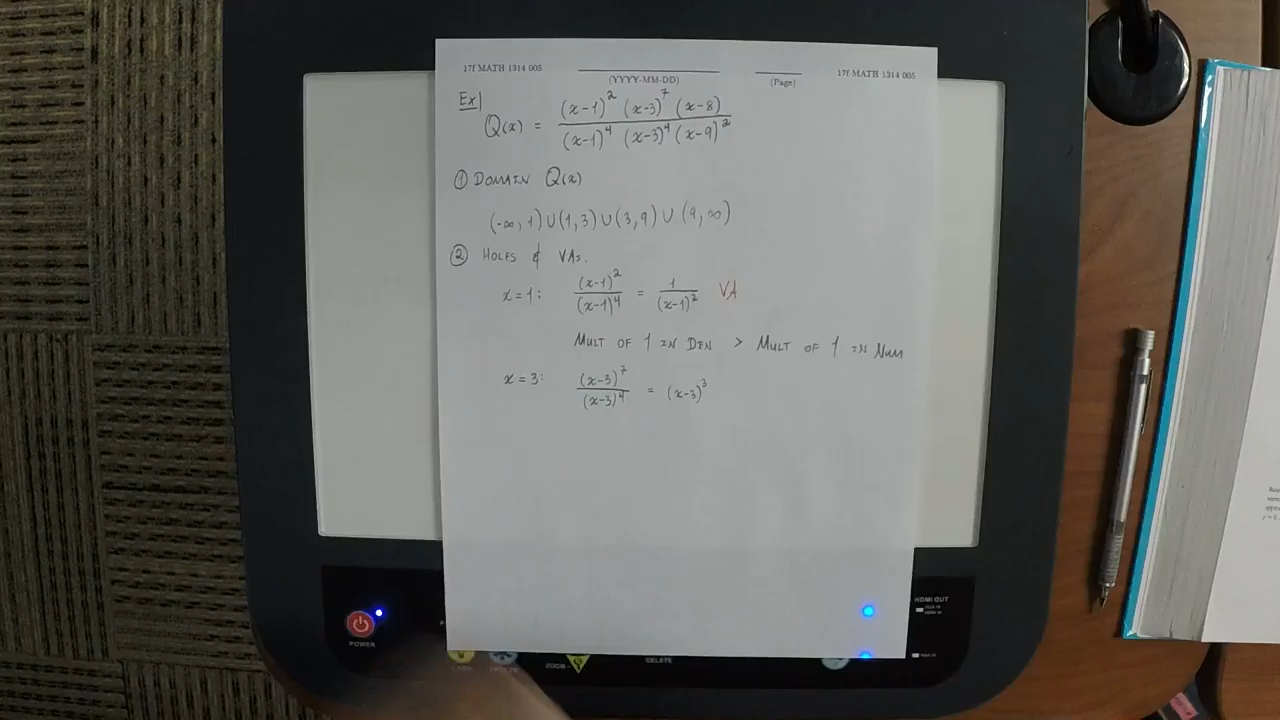 17f MATH 1314 005
(YYYY-MM-DD)
(Page)
17f MATH 1314 005
Ex|
Q(x) = (x-1)^2 (x-3)^7 (x-8) / (x-1)^4 (x-3)^4 (x-9)^2
① DOMAIN Q(x)
(-∞, 1) ∪ (1, 3) ∪ (3, 9) ∪ (9, ∞)
② HOLES & VAs.
x=1: (x-1)^2 / (x-1)^4 = 1 / (x-1)^2 VA
MULT OF 1 IN DEN > MULT OF 1 IN NUM
x=3: (x-3)^7 / (x-3)^4 = (x-3)^3
POWER
DELETE
HDMI OUT